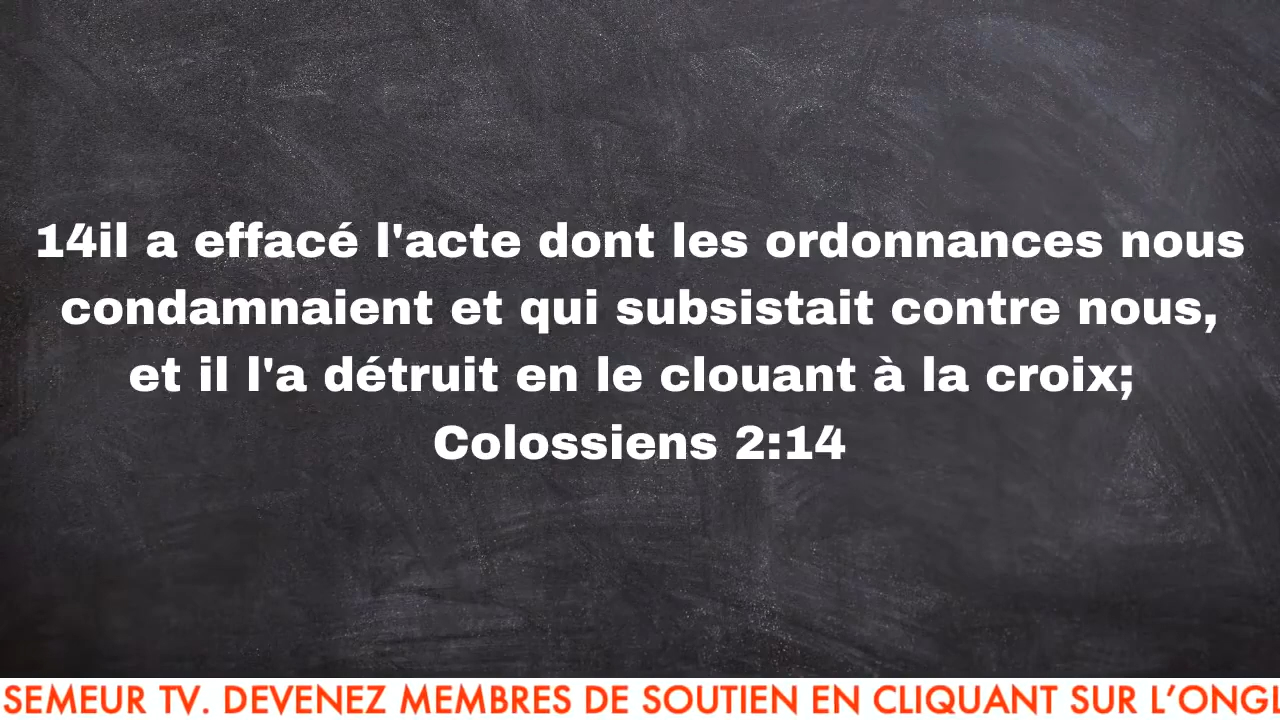 14il a effacé l'acte dont les ordonnances nous
condamnaient et qui subsistait contre nous,
et il l'a détruit en le clouant à la croix;
Colossiens 2:14
SEMEUR TV. DEVENEZ MEMBRES DE SOUTIEN EN CLIQUANT SUR L’ONGL